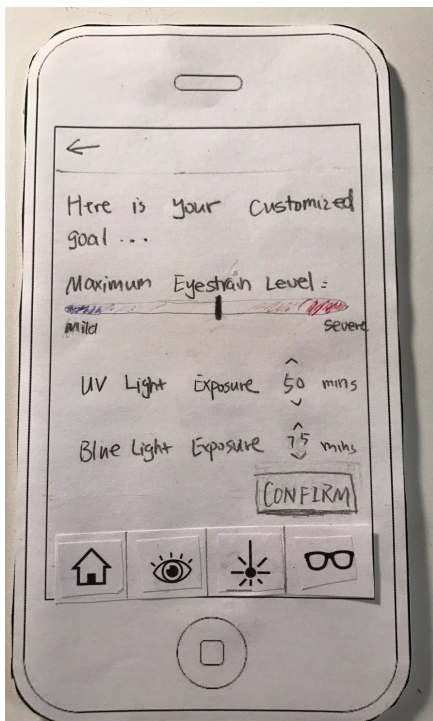 Here is your customized
goal ...
Maximum Eyestrain Level:
Mild severe
UV Light Exposure 50 mins
Blue Light Exposure 75 mins
CONFIRM